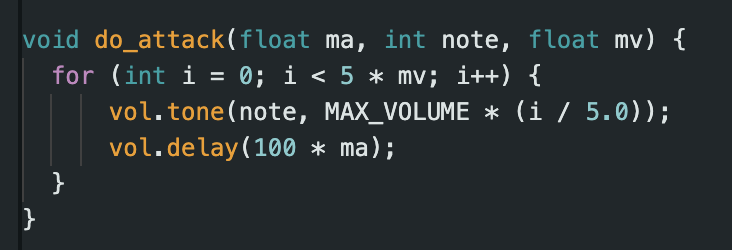 void do_attack(float ma, int note, float mv) {
  for (int i = 0; i < 5 * mv; i++) {
      vol.tone(note, MAX_VOLUME * (i / 5.0));
      vol.delay(100 * ma);
  }
}